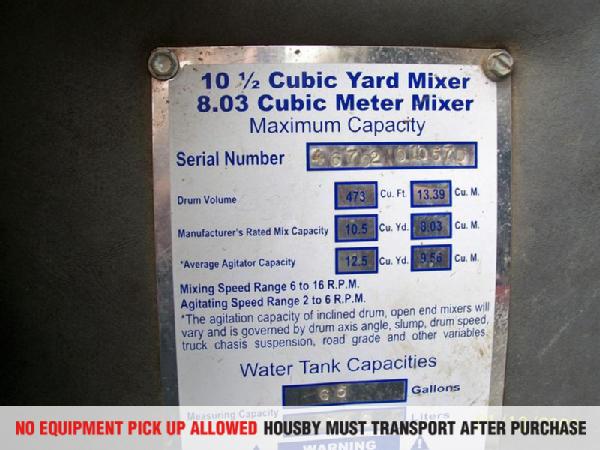 10 ½ Cubic Yard Mixer
8.03 Cubic Meter Mixer
Maximum Capacity
Serial Number
Drum Volume 473 Cu. Ft. 13.39 Cu. M.
Manufacturer's Rated Mix Capacity 10.5 Cu. Yd. 8.03 Cu. M.
*Average Agitator Capacity 12.5 Cu. Yd. 9.56 Cu. M.
Mixing Speed Range 6 to 16 R.P.M.
Agitating Speed Range 2 to 6 R.P.M.
*The agitation capacity of inclined drum, open end mixers will
vary and is governed by drum axis angle, slump, drum speed,
truck chasis suspension, road grade and other variables.
Water Tank Capacities
Gallons
Measuring Capacity Liters
NO EQUIPMENT PICK UP ALLOWED HOUSBY MUST TRANSPORT AFTER PURCHASE
WARNING